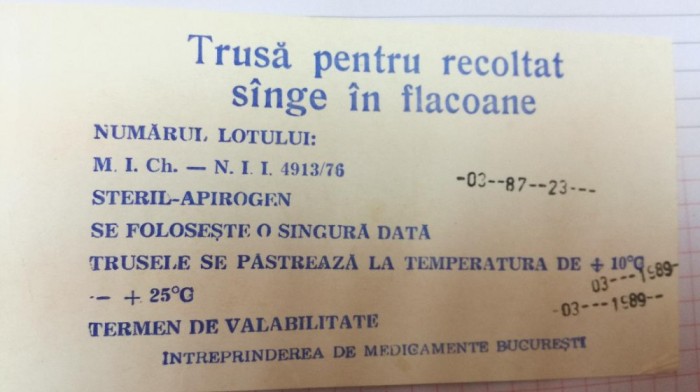 Trusă pentru recoltat
sînge în flacoane
NUMĂRUL LOTULUI:
M. I. Ch. — N. I. I. 4913/76
-03--87--23---
STERIL-APIROGEN
SE FOLOSEȘTE O SINGURĂ DATĂ
TRUSELE SE PĂSTREAZĂ LA TEMPERATURA DE + 10°C
03---1989-
-- + 25°C
-03---1989--
TERMEN DE VALABILITATE
ÎNTREPRINDEREA DE MEDICAMENTE BUCUREȘTI